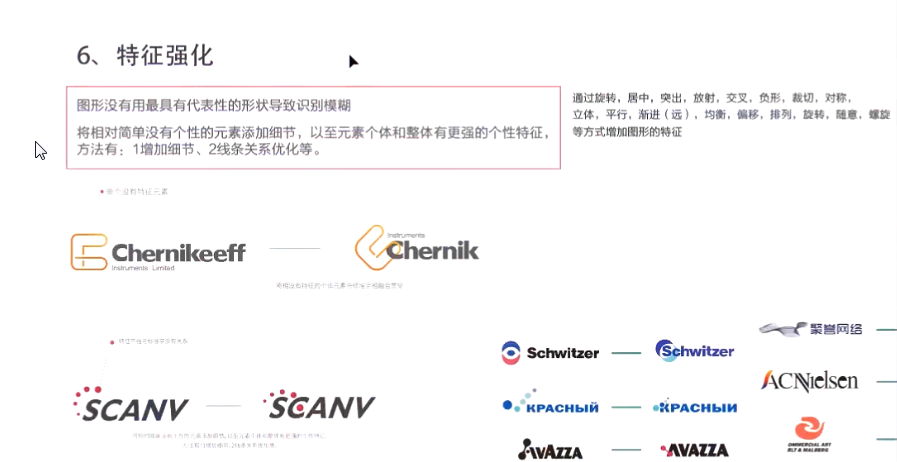 6、特征强化
图形没有用最具有代表性的形状导致识别模糊
将相对简单没有个性的元素添加细节，以至元素个体和整体有更强的个性特征，
方法有：1增加细节、2线条关系优化等。
通过旋转，居中，突出，放射，交叉，负形，裁切，对称，
立体，平行，渐进（远），均衡，偏移，排列，旋转，随意，螺旋
等方式增加图形的特征
Chernikeeff
Instruments Limited
Instruments
Chernik
SCANV
SCANV
Schwitzer
Schwitzer
聚誉网络
КРАСНЫЙ
КРАСНЫЙ
ACNielsen
AVAZZA
AVAZZA
OMMERCIAL ART
RLT & MALBERG